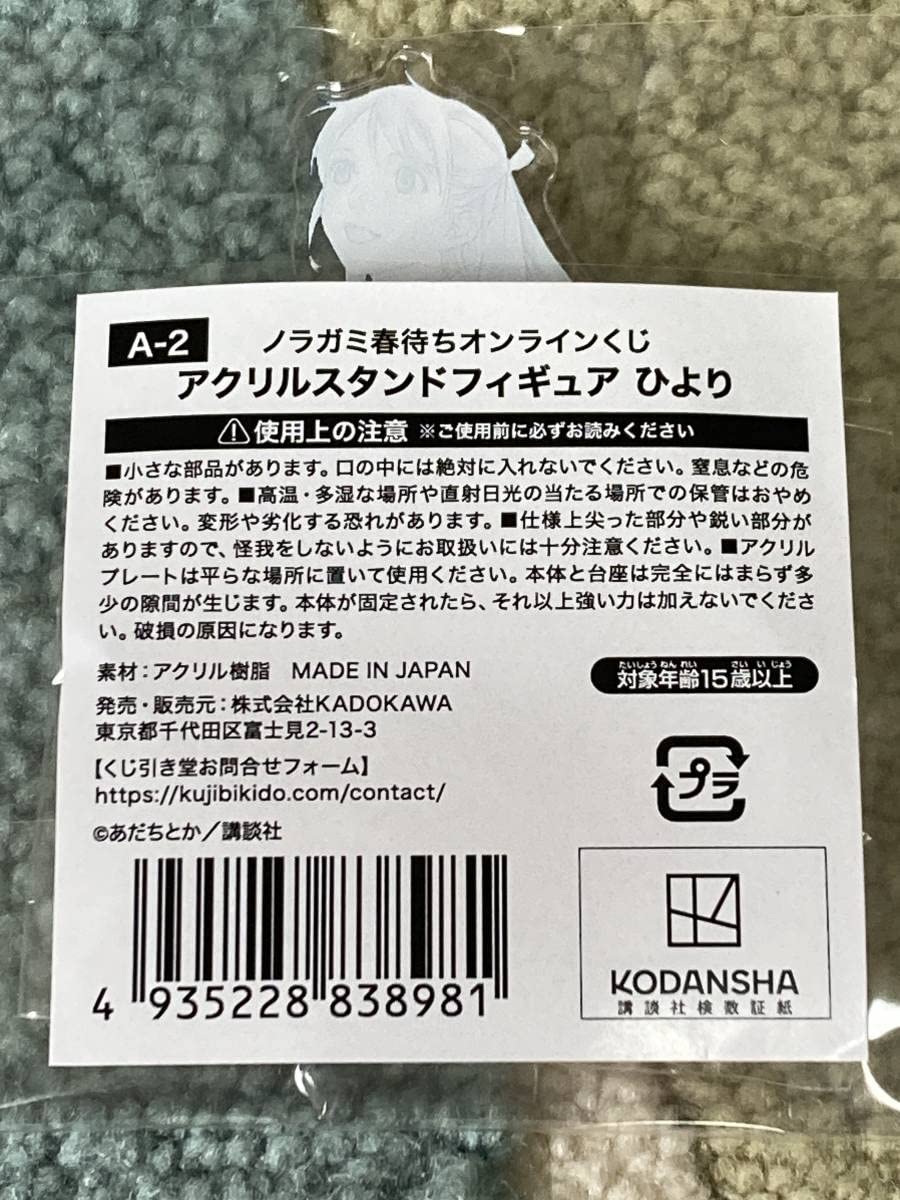 A-2
ノラガミ春待ちオンラインくじ
アクリルスタンドフィギュア ひより
使用上の注意 ※ご使用前に必ずお読みください
■小さな部品があります。口の中には絶対に入れないでください。窒息などの危
険があります。■高温・多湿な場所や直射日光の当たる場所での保管はおやめ
ください。変形や劣化する恐れがあります。■仕様上尖った部分や鋭い部分が
ありますので、怪我をしないようにお取扱いには十分注意ください。■アクリル
プレートは平らな場所に置いて使用ください。本体と台座は完全にはまらず多
少の隙間が生じます。本体が固定されたら、それ以上強い力は加えないでくださ
い。破損の原因になります。
素材：アクリル樹脂 MADE IN JAPAN
たいしょうねんれい さいいじょう
対象年齢15歳以上
発売・販売元：株式会社KADOKAWA
東京都千代田区富士見2-13-3
【くじ引き堂お問合せフォーム】
https://kujibikido.com/contact/
プラ
©あだちとか／講談社
4 935228 838981
KODANSHA
講談社検数証紙